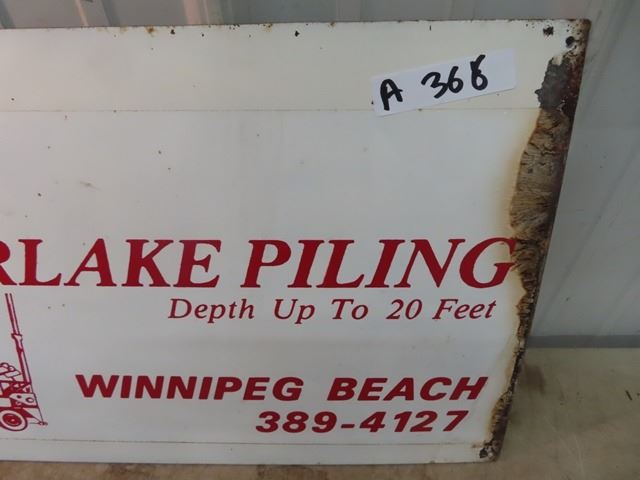 A 368
RLAKE PILING
Depth Up To 20 Feet
WINNIPEG BEACH
389-4127